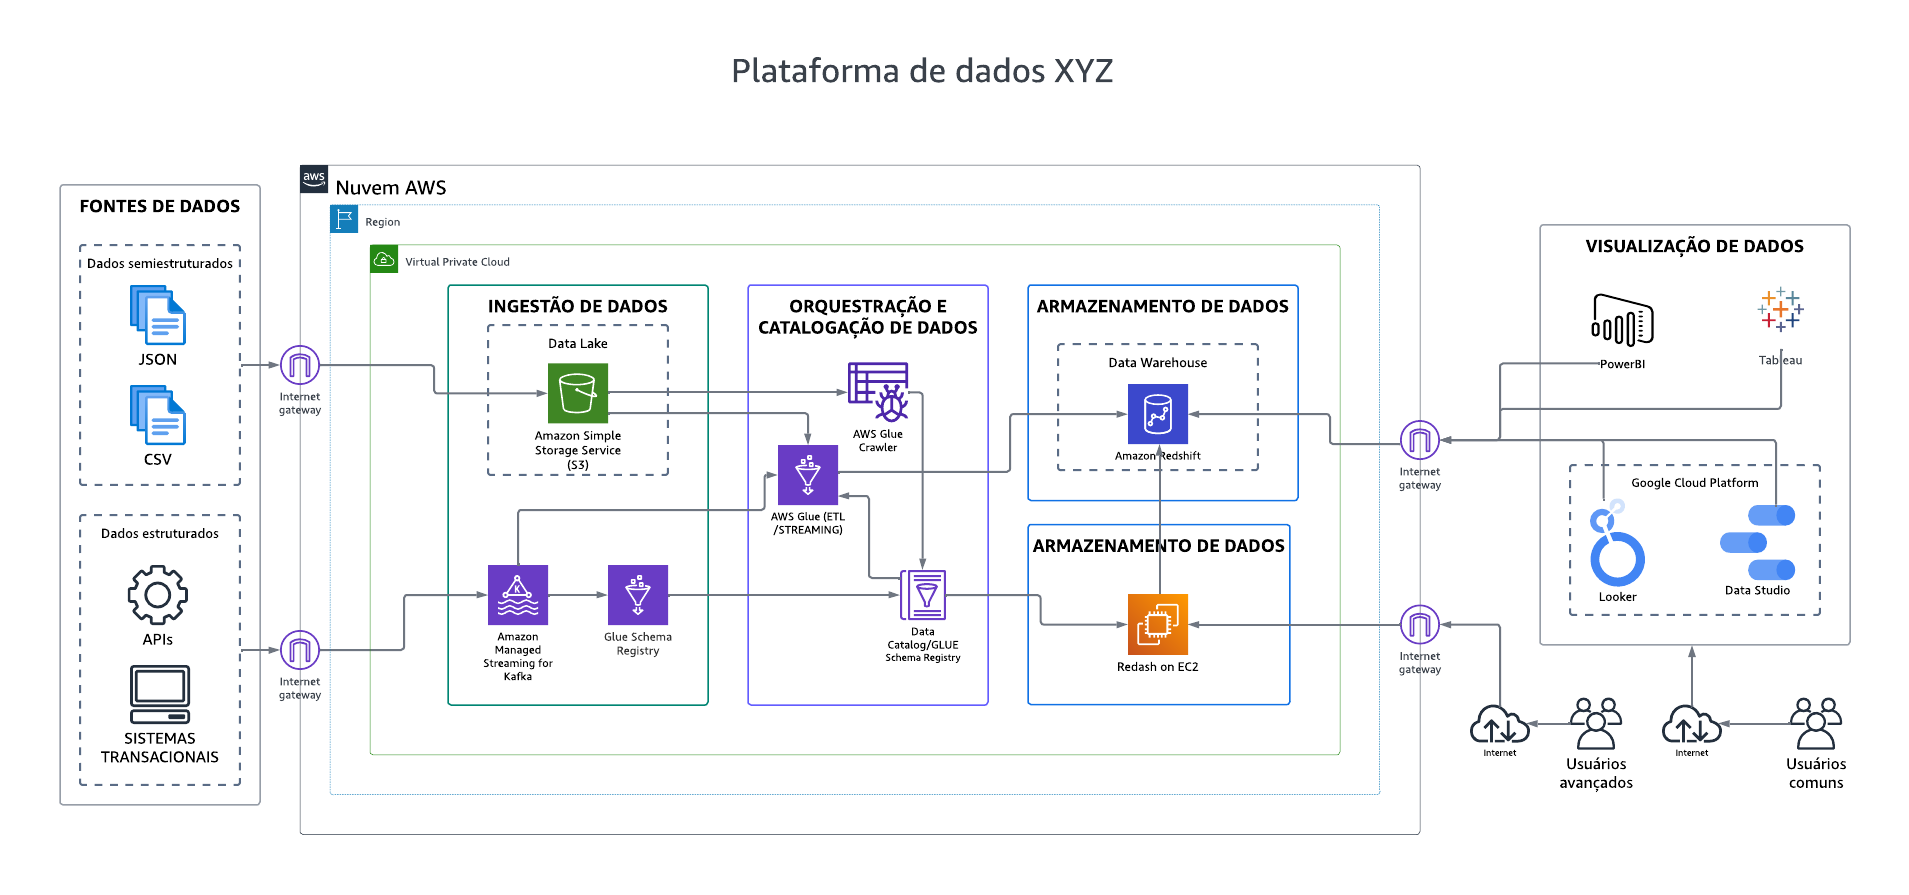 Plataforma de dados XYZ
FONTES DE DADOS
Dados semiestruturados
JSON
CSV
Dados estruturados
APIs
SISTEMAS
TRANSACIONAIS
Internet
gateway
Internet
gateway
aws
Nuvem AWS
Region
Virtual Private Cloud
INGESTÃO DE DADOS
Data Lake
Amazon Simple
Storage Service
(S3)
K
Amazon
Managed
Streaming for
Kafka
Glue Schema
Registry
ORQUESTRAÇÃO E
CATALOGAÇÃO DE DADOS
AWS Glue
Crawler
AWS Glue (ETL
/STREAMING)
Data
Catalog/GLUE
Schema Registry
ARMAZENAMENTO DE DADOS
Data Warehouse
Amazon Redshift
ARMAZENAMENTO DE DADOS
Redash on EC2
Internet
gateway
Internet
gateway
VISUALIZAÇÃO DE DADOS
PowerBI
Tableau
Google Cloud Platform
Looker
Data Studio
Internet
Usuários
avançados
Internet
Usuários
comuns